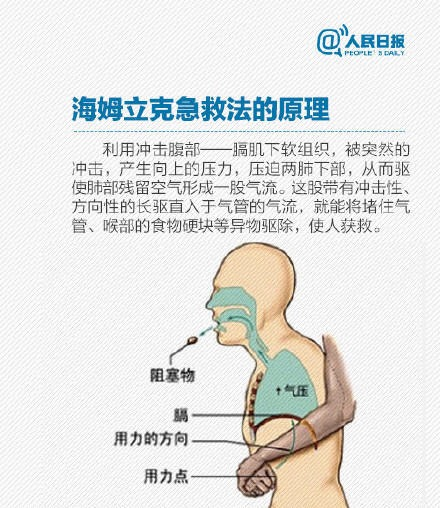 @人民日报
PEOPLE'S DAILY
海姆立克急救法的原理
利用冲击腹部——膈肌下软组织，被突然的
冲击，产生向上的压力，压迫两肺下部，从而驱
使肺部残留空气形成一股气流。这股带有冲击性、
方向性的长驱直入于气管的气流，就能将堵住气
管、喉部的食物硬块等异物驱除，使人获救。
阻塞物
↑气压
膈
用力的方向
用力点